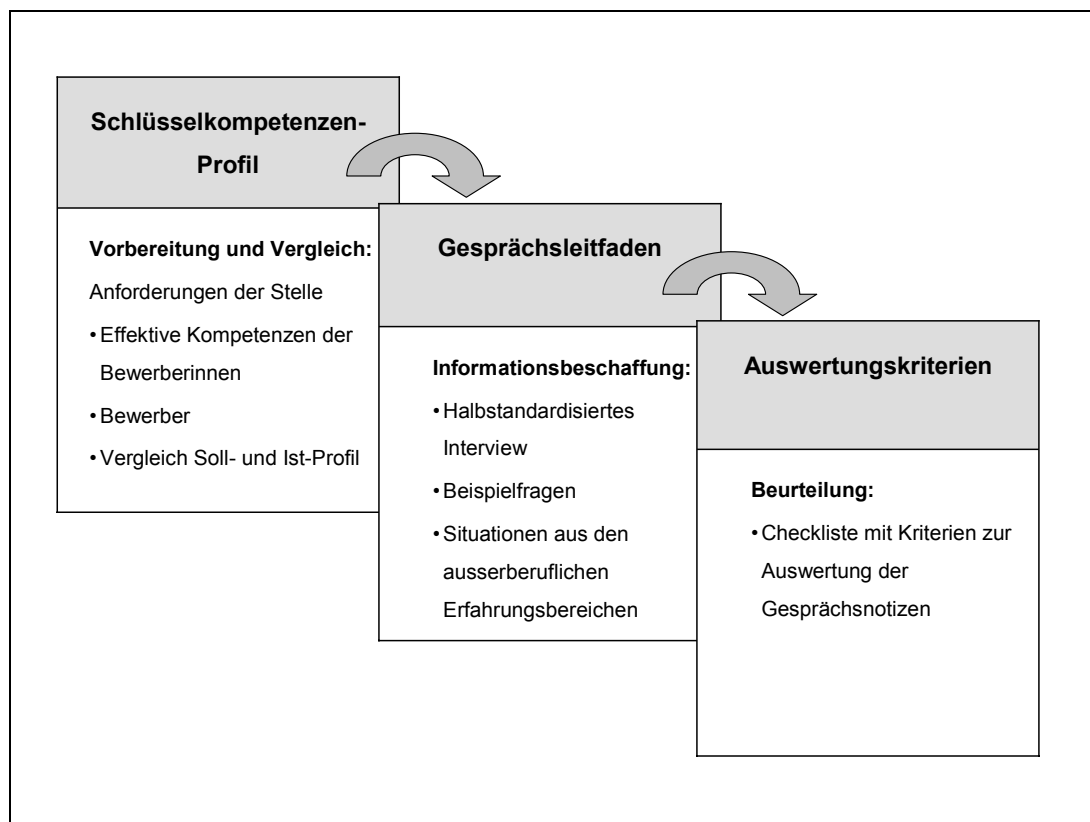 Schlüsselkompetenzen-
Profil
Vorbereitung und Vergleich:
Anforderungen der Stelle
• Effektive Kompetenzen der
Bewerberinnen
• Bewerber
• Vergleich Soll- und Ist-Profil
Gesprächsleitfaden
Informationsbeschaffung:
• Halbstandardisiertes
Interview
• Beispielfragen
• Situationen aus den
ausserberuflichen
Erfahrungsbereichen
Auswertungskriterien
Beurteilung:
• Checkliste mit Kriterien zur
Auswertung der
Gesprächsnotizen